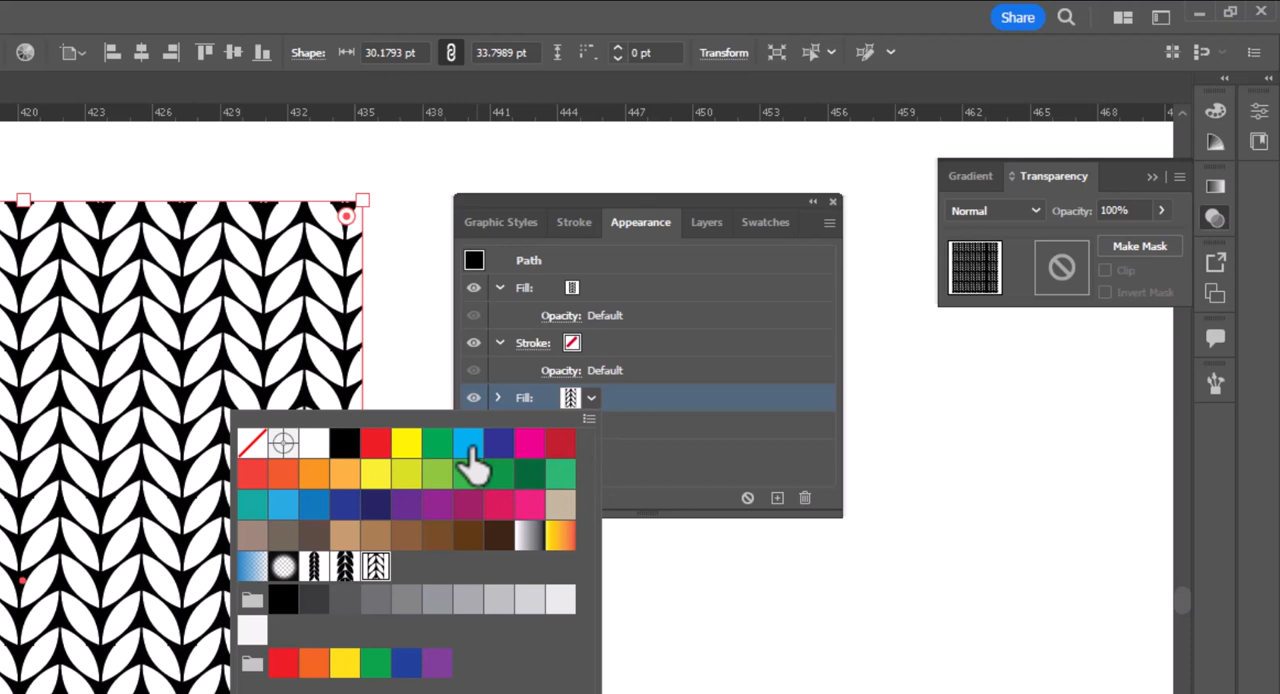 Share
Shape: 30.1793 pt 33.7989 pt 0 pt Transform
420 423 426 429 432 435 438 441 444 447 450 453 456 459 462 465 468
Gradient Transparency
Normal Opacity: 100%
Make Mask
Clip
Invert Mask
Graphic Styles Stroke Appearance Layers Swatches
Path
Fill:
Opacity: Default
Stroke:
Opacity: Default
Fill: